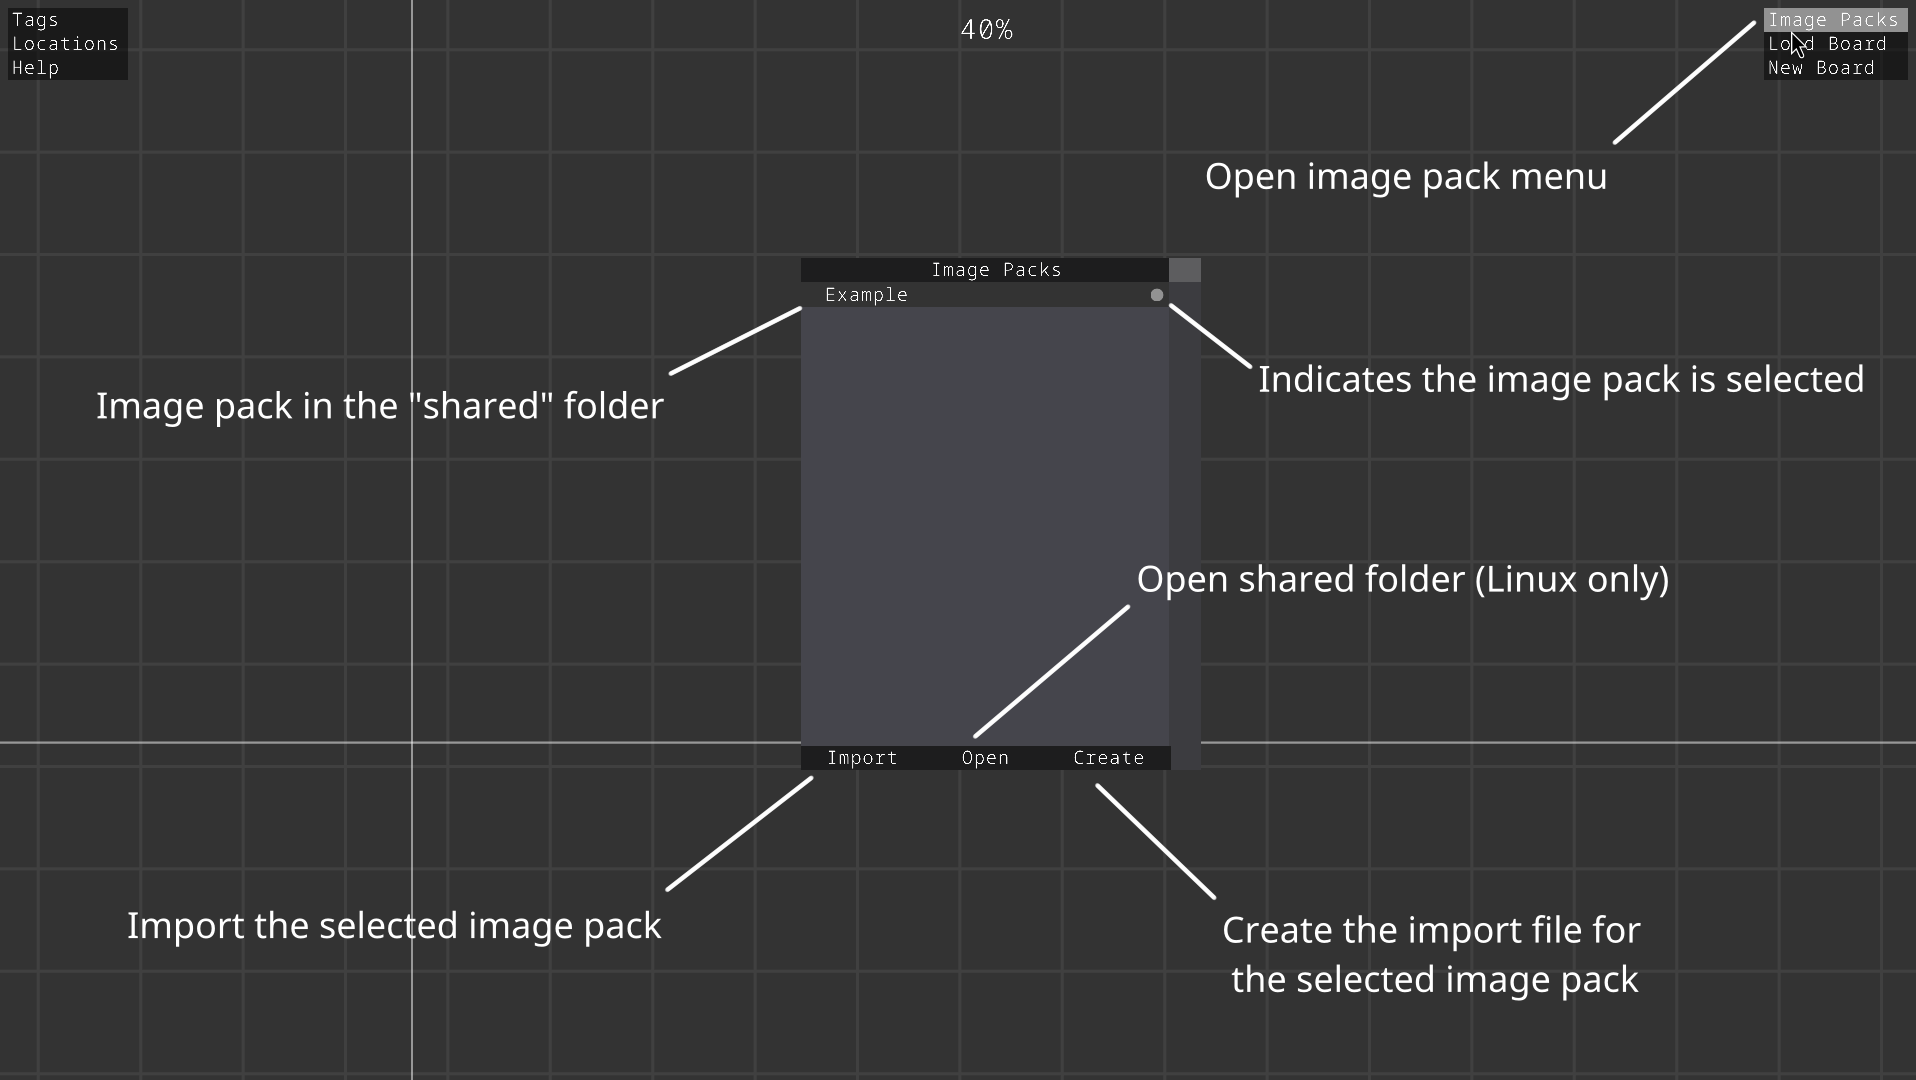 Tags
Locations
Help
40%
Image Packs
Load Board
New Board
Open image pack menu
Image Packs
Example
Image pack in the "shared" folder
Indicates the image pack is selected
Open shared folder (Linux only)
Import Open Create
Import the selected image pack
Create the import file for
the selected image pack